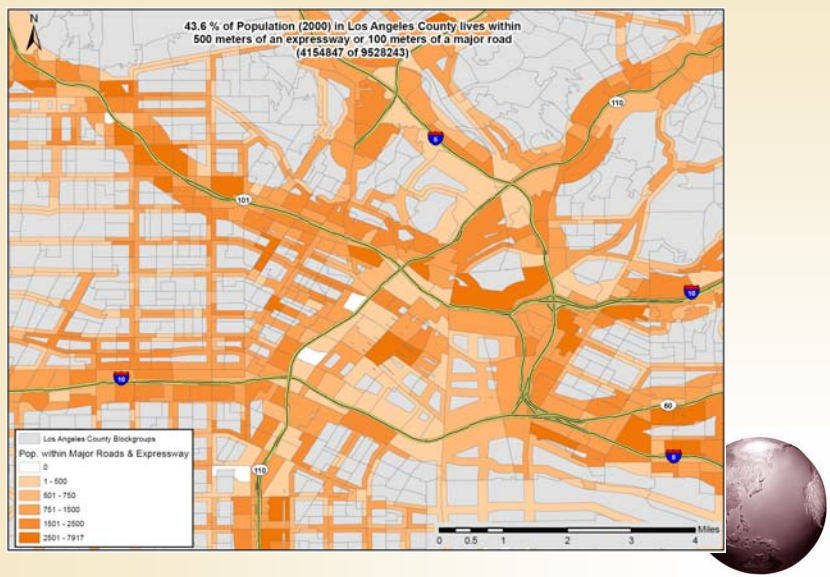 43.6 % of Population (2000) in Los Angeles County lives within
500 meters of an expressway or 100 meters of a major road
(4154847 of 9528243)
N
110
5
101
10
10
60
5
110
Los Angeles County Blockgroups
Pop. within Major Roads & Expressway
0
1 - 500
501 - 750
751 - 1500
1501 - 2500
2501 - 7917
Miles
0 0.5 1 2 3 4